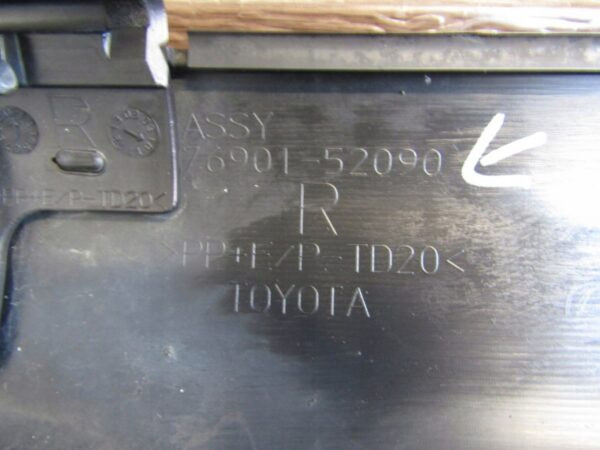 ASSY
76901-52090
R
>PP+E/P-TD20<
TOYOTA
R
PP+E/P-TD20<